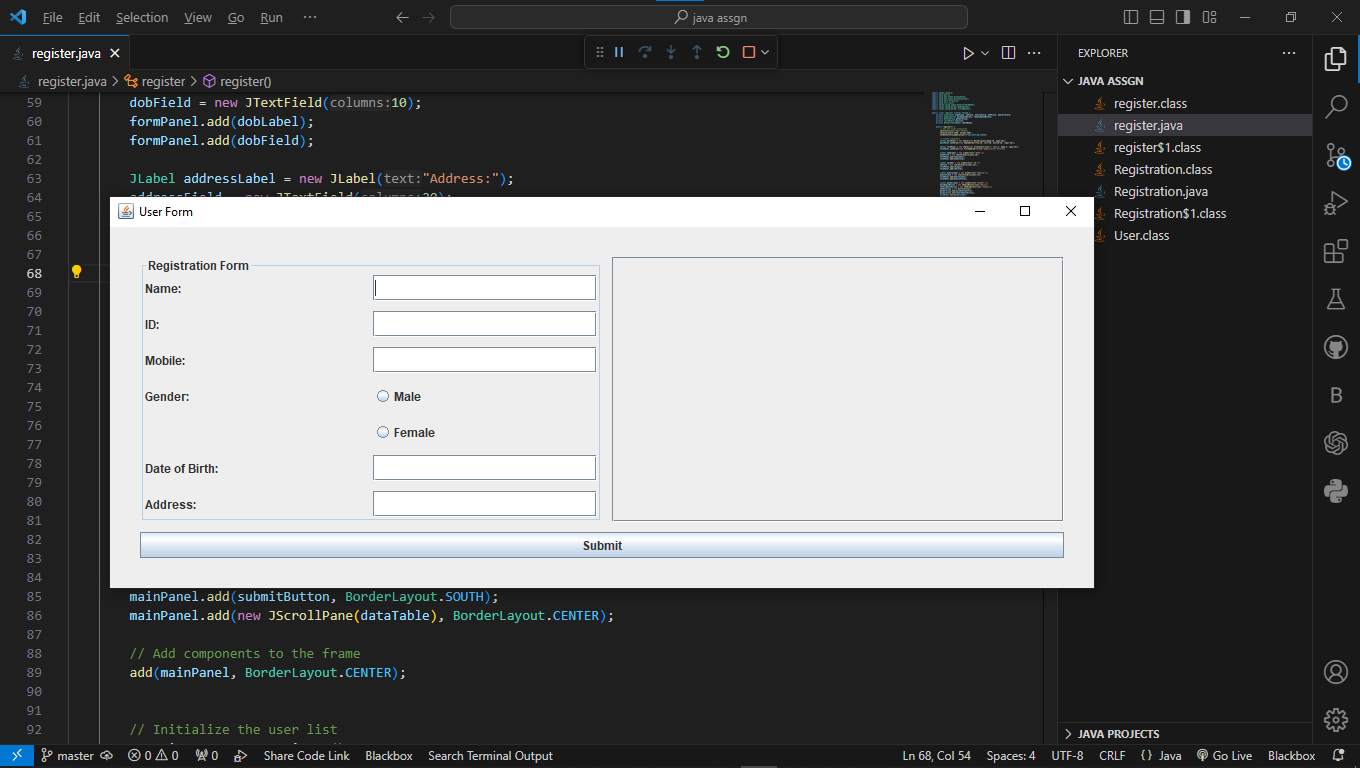 File Edit Selection View Go Run ··· java assgn
register.java
EXPLORER
register.java > register > register()
JAVA ASSGN
59 dobField = new JTextField(columns:10);
60 formPanel.add(dobLabel);
61 formPanel.add(dobField);
62
63 JLabel addressLabel = new JLabel(text:"Address:");
64
65
66
67
68
69
70
71
72
73
74
75
76
77
78
79
80
81
82
83
84
User Form
Registration Form
Name:
ID:
Mobile:
Gender:
Male
Female
Date of Birth:
Address:
Submit
85 mainPanel.add(submitButton, BorderLayout.SOUTH);
86 mainPanel.add(new JScrollPane(dataTable), BorderLayout.CENTER);
87
88 // Add components to the frame
89 add(mainPanel, BorderLayout.CENTER);
90
91
92 // Initialize the user list
register.class
register.java
register$1.class
Registration.class
Registration.java
Registration$1.class
User.class
JAVA PROJECTS
master 0 0 0 Share Code Link Blackbox Search Terminal Output Ln 68, Col 54 Spaces: 4 UTF-8 CRLF {} Java Go Live Blackbox